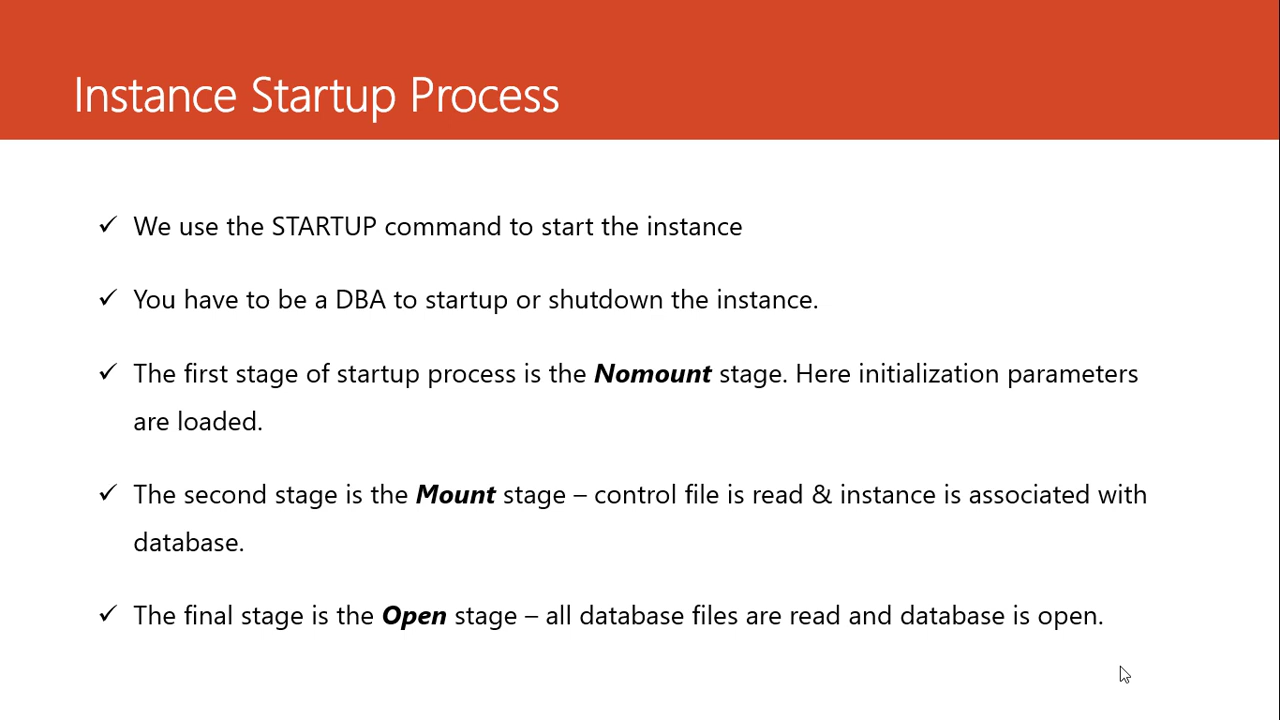 Instance Startup Process
✓ We use the STARTUP command to start the instance
✓ You have to be a DBA to startup or shutdown the instance.
✓ The first stage of startup process is the Nomount stage. Here initialization parameters
are loaded.
✓ The second stage is the Mount stage – control file is read & instance is associated with
database.
✓ The final stage is the Open stage – all database files are read and database is open.